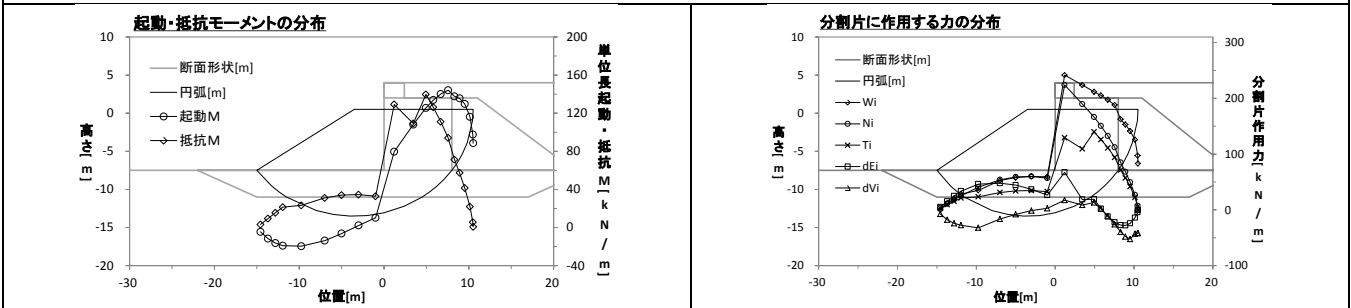 起動・抵抗モーメントの分布
10
5
0
-5
-10
-15
-20
高さ[m]
断面形状[m]
円弧[m]
起動M
抵抗M
200
160
120
80
40
0
-40
単位長起動・抵抗M[kN/m]
-30
-20
-10
0
10
20
位置[m]
分割片に作用する力の分布
10
5
0
-5
-10
-15
-20
高さ[m]
断面形状[m]
円弧[m]
Wi
Ni
Ti
dEi
dVi
300
200
100
0
-100
分割片作用力[kN/m]
-30
-20
-10
0
10
20
位置[m]